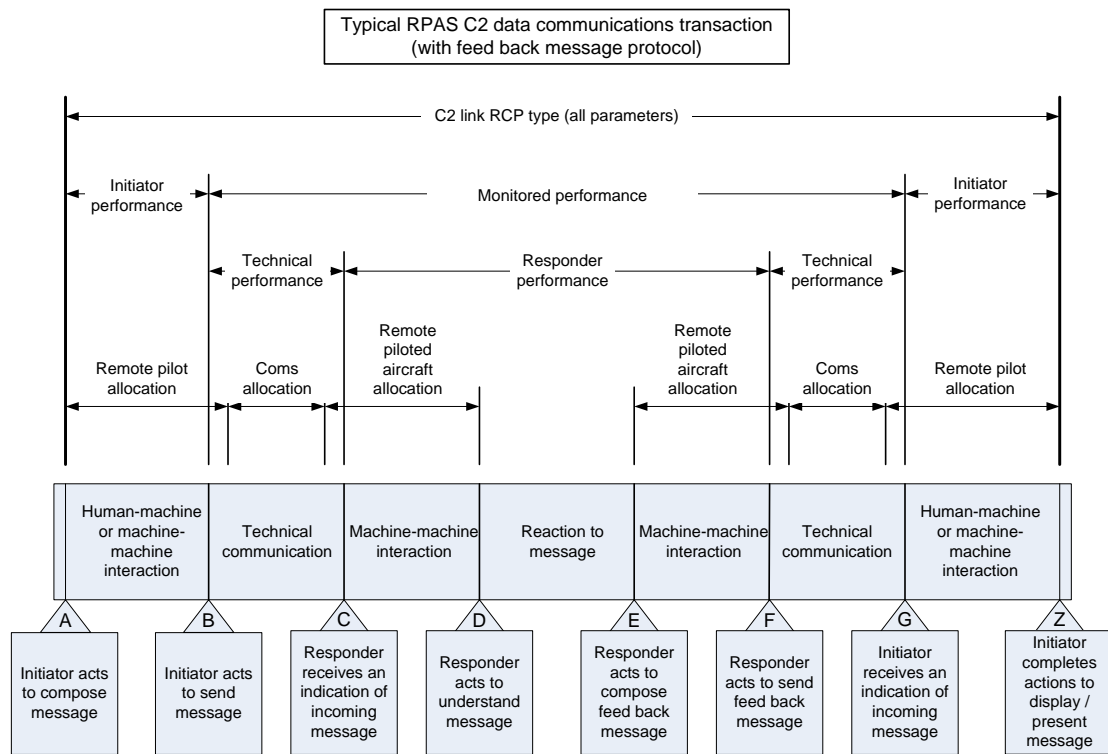 Typical RPAS C2 data communications transaction
(with feed back message protocol)
C2 link RCP type (all parameters)
Initiator
performance
Monitored performance
Initiator
performance
Technical
performance
Responder
performance
Technical
performance
Remote pilot
allocation
Coms
allocation
Remote
piloted
aircraft
allocation
Remote
piloted
aircraft
allocation
Coms
allocation
Remote pilot
allocation
Human-machine
or machine-
machine
interaction
Technical
communication
Machine-machine
interaction
Reaction to
message
Machine-machine
interaction
Technical
communication
Human-machine
or machine-
machine
interaction
A
B
C
D
E
F
G
Z
Initiator acts
to compose
message
Initiator acts
to send
message
Responder
receives an
indication of
incoming
message
Responder
acts to
understand
message
Responder
acts to
compose
feed back
message
Responder
acts to send
feed back
message
Initiator
receives an
indication of
incoming
message
Initiator
completes
actions to
display /
present
message